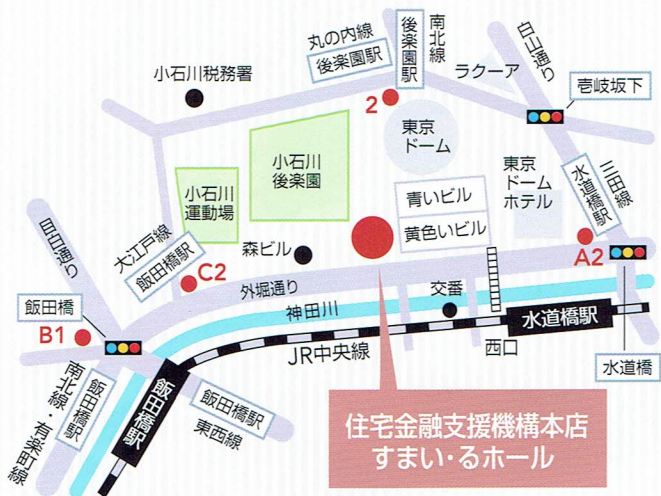 丸の内線
後楽園駅
後楽園駅
南北線
白山通り
小石川税務署
ラクーア
壱岐坂下
2
東京
ドーム
小石川
後楽園
小石川
運動場
東京
ドーム
ホテル
水道橋駅
三田線
青いビル
黄色いビル
目白通り
大江戸線
飯田橋駅
森ビル
C2
A2
外堀通り
飯田橋
神田川
交番
B1
水道橋駅
JR中央線
西口
水道橋
飯田橋駅
飯田橋駅
南北線・有楽町線
飯田橋駅
東西線
住宅金融支援機構本店
すまい・るホール